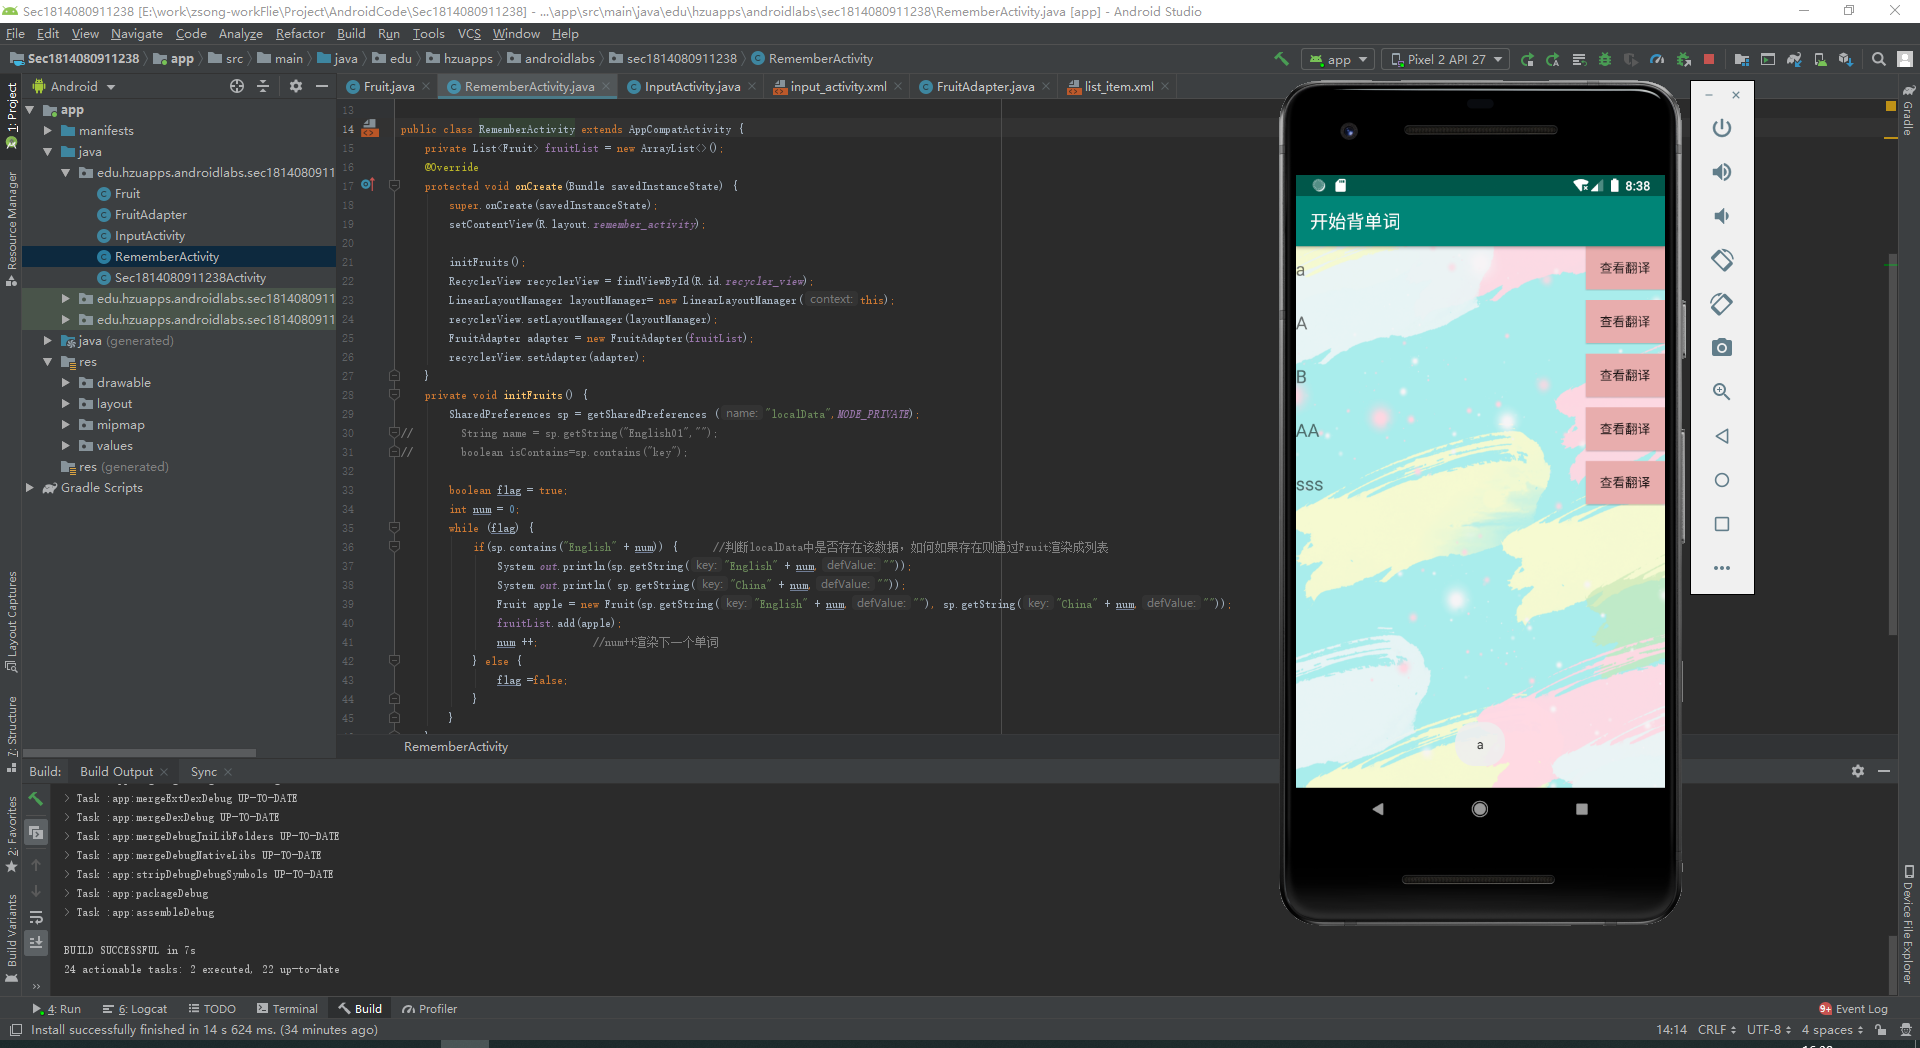 Sec1814080911238 [E:\work\zsong-workFlie\Project\AndroidCode\Sec1814080911238] - ...\app\src\main\java\edu\hzuapps\androidlabs\sec1814080911238\RememberActivity.java [app] - Android Studio
File Edit View Navigate Code Analyze Refactor Build Run Tools VCS Window Help
Sec1814080911238 app src main java edu hzuapps androidlabs sec1814080911238 RememberActivity
app Pixel 2 API 27
Android
Fruit.java RememberActivity.java InputActivity.java input_activity.xml FruitAdapter.java list_item.xml
1: Project
Resource Manager
Layout Captures
7: Structure
2: Favorites
Build Variants
app
manifests
java
edu.hzuapps.androidlabs.sec181408091
Fruit
FruitAdapter
InputActivity
RememberActivity
Sec1814080911238Activity
edu.hzuapps.androidlabs.sec181408091
edu.hzuapps.androidlabs.sec181408091
java (generated)
res
drawable
layout
mipmap
values
res (generated)
Gradle Scripts
13
14 public class RememberActivity extends AppCompatActivity {
15 private List<Fruit> fruitList = new ArrayList<>();
16 @Override
17 protected void onCreate(Bundle savedInstanceState) {
18 super.onCreate(savedInstanceState);
19 setContentView(R.layout.remember_activity);
20
21 initFruits();
22 RecyclerView recyclerView = findViewById(R.id.recycler_view);
23 LinearLayoutManager layoutManager= new LinearLayoutManager( context: this);
24 recyclerView.setLayoutManager(layoutManager);
25 FruitAdapter adapter = new FruitAdapter(fruitList);
26 recyclerView.setAdapter(adapter);
27 }
28 private void initFruits() {
29 SharedPreferences sp = getSharedPreferences ( name: "localData",MODE_PRIVATE);
30 // String name = sp.getString("English01","");
31 // boolean isContains=sp.contains("key");
32
33 boolean flag = true;
34 int num = 0;
35 while (flag) {
36 if(sp.contains("English" + num)) { //判断localData中是否存在该数据，如何如果存在则通过Fruit渲染成列表
37 System.out.println(sp.getString( key: "English" + num, defValue: ""));
38 System.out.println( sp.getString( key: "China" + num, defValue: ""));
39 Fruit apple = new Fruit(sp.getString( key: "English" + num, defValue: ""), sp.getString( key: "China" + num, defValue: ""));
40 fruitList.add(apple);
41 num ++; //num++渲染下一个单词
42 } else {
43 flag =false;
44 }
45 }
RememberActivity
8:38
开始背单词
a 查看翻译
A 查看翻译
B 查看翻译
AA 查看翻译
sss 查看翻译
a
Gradle
Device File Explorer
Build: Build Output Sync
> Task :app:mergeExtDexDebug UP-TO-DATE
> Task :app:mergeDexDebug UP-TO-DATE
> Task :app:mergeDebugJniLibFolders UP-TO-DATE
> Task :app:mergeDebugNativeLibs UP-TO-DATE
> Task :app:stripDebugDebugSymbols UP-TO-DATE
> Task :app:packageDebug
> Task :app:assembleDebug
BUILD SUCCESSFUL in 7s
24 actionable tasks: 2 executed, 22 up-to-date
4: Run 6: Logcat TODO Terminal Build Profiler 9+ Event Log
Install successfully finished in 14 s 624 ms. (34 minutes ago) 14:14 CRLF UTF-8 4 spaces